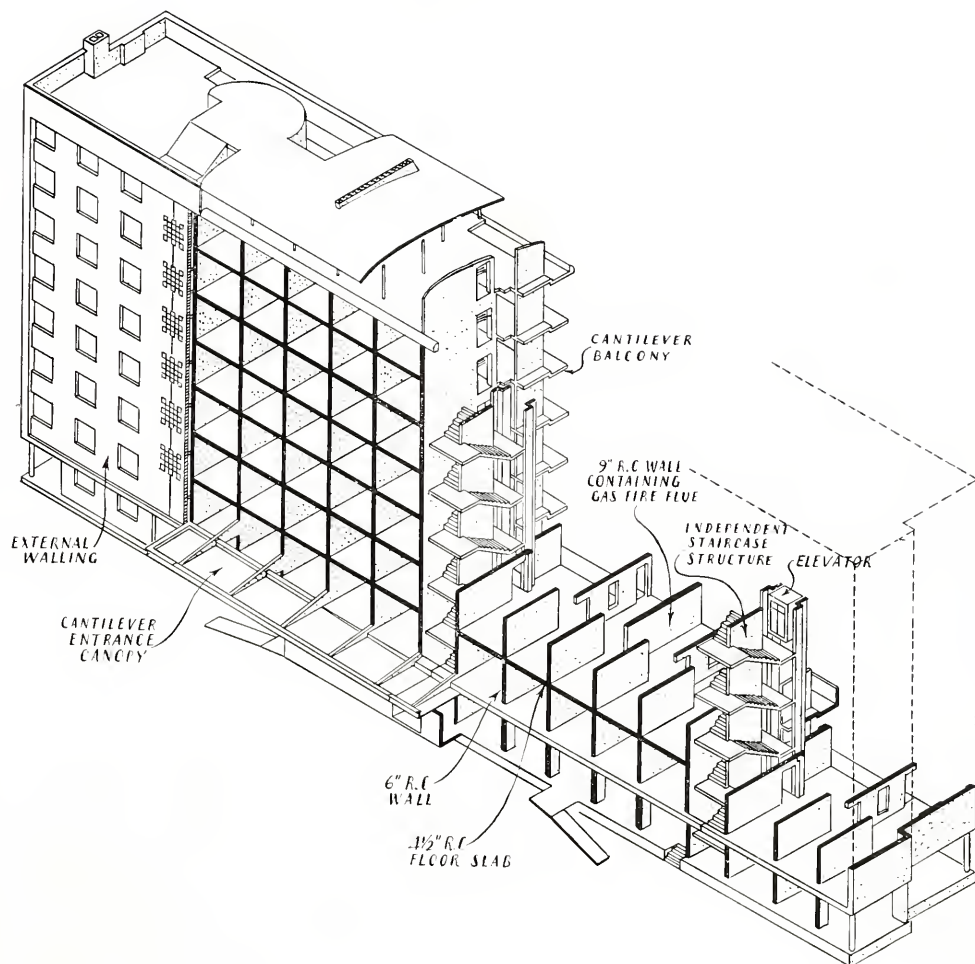 CANTILEVER
BALCONY
9" R.C WALL
CONTAINING
GAS FIRE FLUE
INDEPENDENT
STAIRCASE
STRUCTURE
ELEVATOR
EXTERNAL
WALLING
CANTILEVER
ENTRANCE
CANOPY
6" R.C
WALL
4½" R.C
FLOOR SLAB